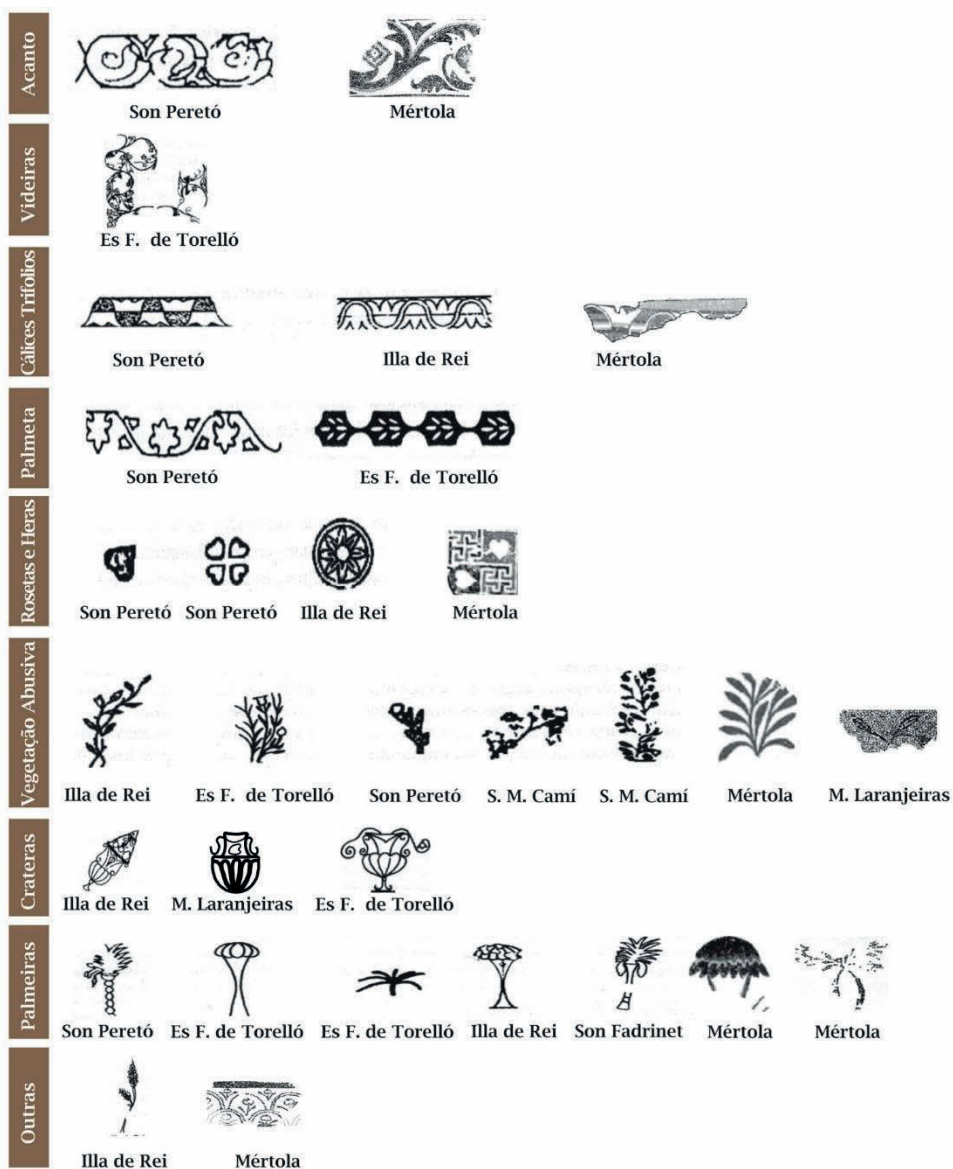 Acanto
Son Peretó Mértola
Videiras
Es F. de Torelló
Cálices Trifolios
Son Peretó Illa de Rei Mértola
Palmeta
Son Peretó Es F. de Torelló
Rosetas e Heras
Son Peretó Son Peretó Illa de Rei Mértola
Vegetação Abusiva
Illa de Rei Es F. de Torelló Son Peretó S. M. Camí S. M. Camí Mértola M. Laranjeiras
Crateras
Illa de Rei M. Laranjeiras Es F. de Torelló
Palmeiras
Son Peretó Es F. de Torelló Es F. de Torelló Illa de Rei Son Fadrinet Mértola Mértola
Outras
Illa de Rei Mértola